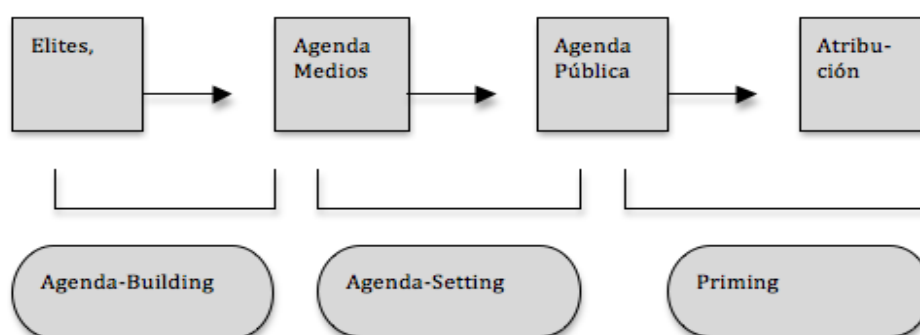 Elites,
Agenda
Medios
Agenda
Pública
Atribu-
ción
Agenda-Building
Agenda-Setting
Priming